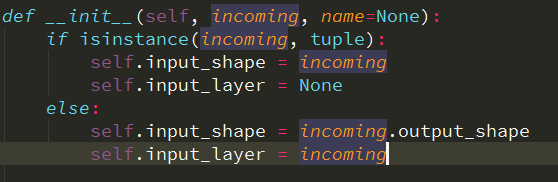 def __init__(self, incoming, name=None):
    if isinstance(incoming, tuple):
        self.input_shape = incoming
        self.input_layer = None
    else:
        self.input_shape = incoming.output_shape
        self.input_layer = incoming